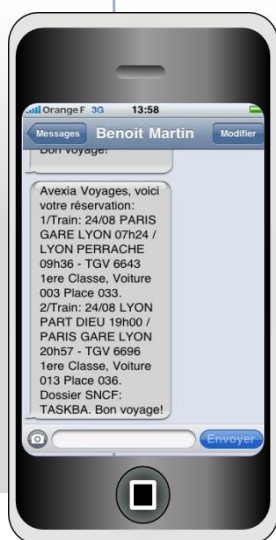 Orange F 3G 13:58
Messages Benoit Martin Modifier
Bon voyage!
Avexia Voyages, voici
votre réservation:
1/Train: 24/08 PARIS
GARE LYON 07h24 /
LYON PERRACHE
09h36 - TGV 6643
1ere Classe, Voiture
003 Place 033.
2/Train: 24/08 LYON
PART DIEU 19h00 /
PARIS GARE LYON
20h57 - TGV 6696
1ere Classe, Voiture
013 Place 036.
Dossier SNCF:
TASKBA. Bon voyage!
Envoyer